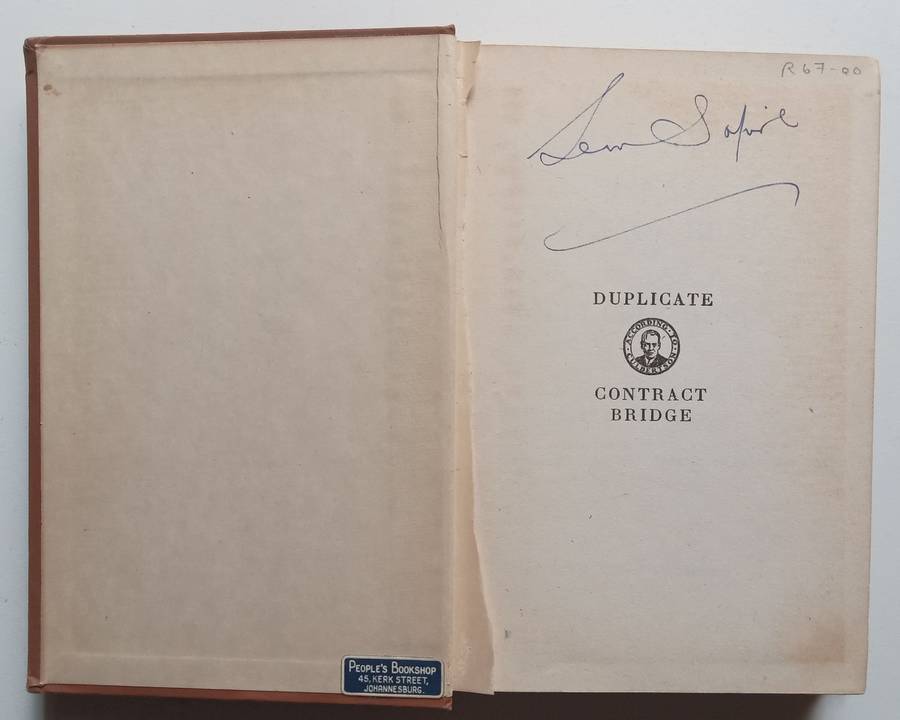 R67-00
DUPLICATE
ACCORDING · TO · CULBERTSON ·
CONTRACT
BRIDGE
PEOPLE'S BOOKSHOP
45, KERK STREET,
JOHANNESBURG.